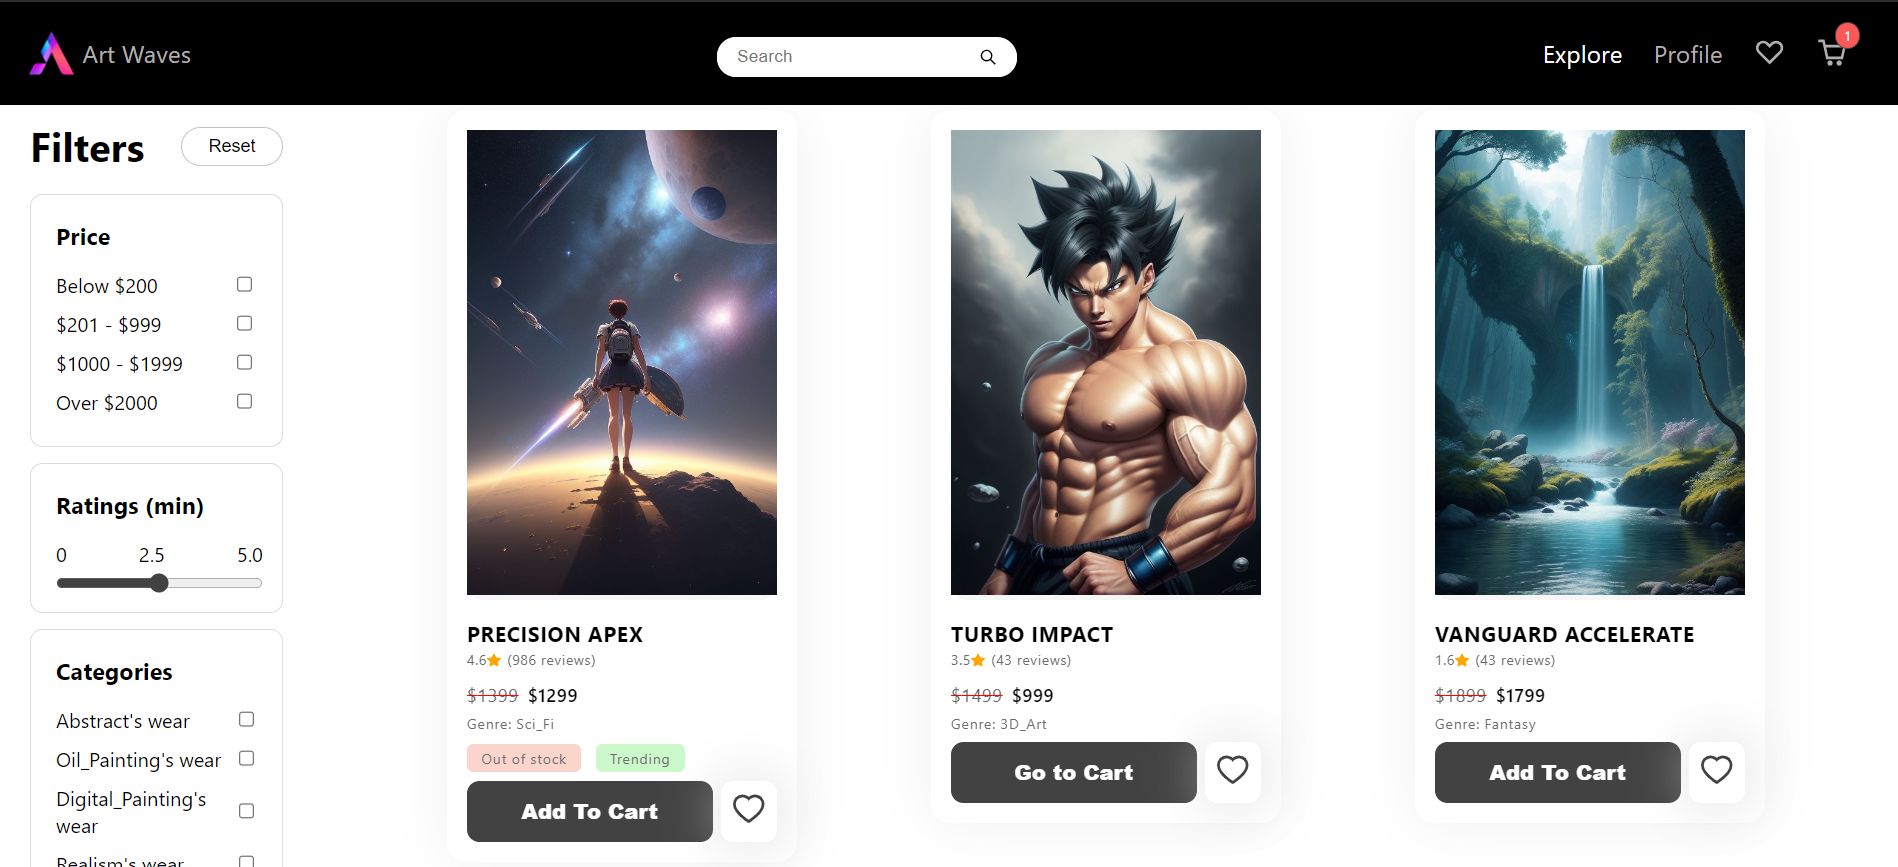 Art Waves
Search
Explore
Profile
1
Filters
Reset
Price
Below $200
$201 - $999
$1000 - $1999
Over $2000
Ratings (min)
0 2.5 5.0
Categories
Abstract's wear
Oil_Painting's wear
Digital_Painting's
wear
Realism's wear
PRECISION APEX
4.6 (986 reviews)
$1399 $1299
Genre: Sci_Fi
Out of stock Trending
Add To Cart
TURBO IMPACT
3.5 (43 reviews)
$1499 $999
Genre: 3D_Art
Go to Cart
VANGUARD ACCELERATE
1.6 (43 reviews)
$1899 $1799
Genre: Fantasy
Add To Cart